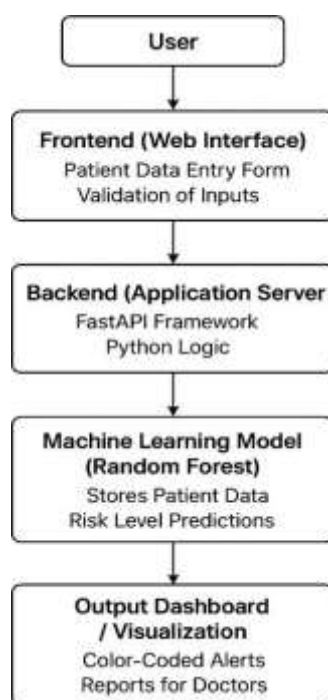 User
Frontend (Web Interface)
Patient Data Entry Form
Validation of Inputs
Backend (Application Server
FastAPI Framework
Python Logic
Machine Learning Model
(Random Forest)
Stores Patient Data
Risk Level Predictions
Output Dashboard
/ Visualization
Color-Coded Alerts
Reports for Doctors